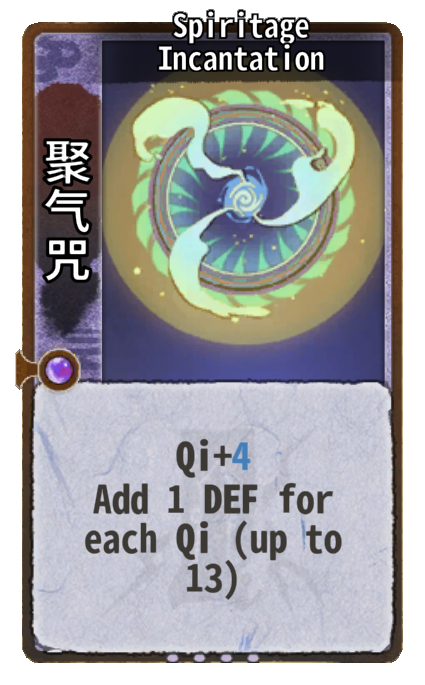 Spiritage
Incantation
聚气咒
Qi+4
Add 1 DEF for
each Qi (up to
13)